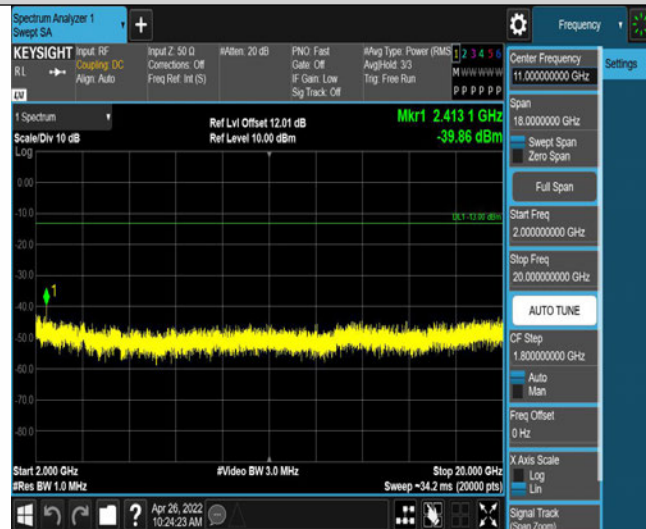 Spectrum Analyzer 1
Swept SA
Frequency
KEYSIGHT
Input: RF
Input Z: 50 Ω
#Atten: 20 dB
PNO: Fast
#Avg Type: Power (RMS
1 2 3 4 5 6
RL
Coupling: DC
Corrections: Off
Gate: Off
Avg|Hold: 3/3
M W W W W W
Align: Auto
Freq Ref: Int (S)
IF Gain: Low
Trig: Free Run
Sig Track: Off
P P P P P P
1 Spectrum
Ref Lvl Offset 12.01 dB
Mkr1 2.413 1 GHz
Scale/Div 10 dB
Ref Level 10.00 dBm
-39.86 dBm
Log
0.00
-10.0
DL1 -13.00 dBm
-20.0
-30.0
1
-40.0
-50.0
-60.0
-70.0
-80.0
Start 2.000 GHz
#Video BW 3.0 MHz
Stop 20.000 GHz
#Res BW 1.0 MHz
Sweep ~34.2 ms (20000 pts)
Apr 26, 2022
10:24:23 AM
Settings
Center Frequency
11.000000000 GHz
Span
18.0000000 GHz
Swept Span
Zero Span
Full Span
Start Freq
2.000000000 GHz
Stop Freq
20.000000000 GHz
AUTO TUNE
CF Step
1.800000000 GHz
Auto
Man
Freq Offset
0 Hz
X Axis Scale
Log
Lin
Signal Track
(Span Zoom)